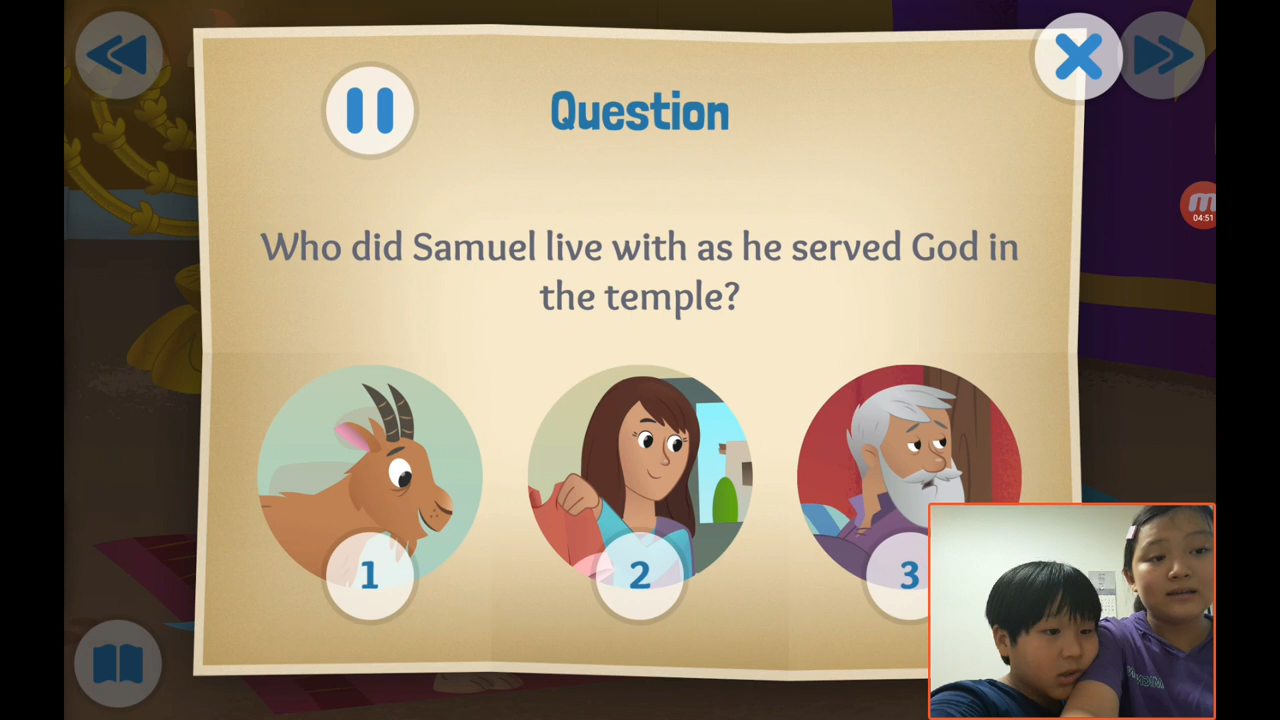 Question
04:51
Who did Samuel live with as he served God in
the temple?
1
2
3